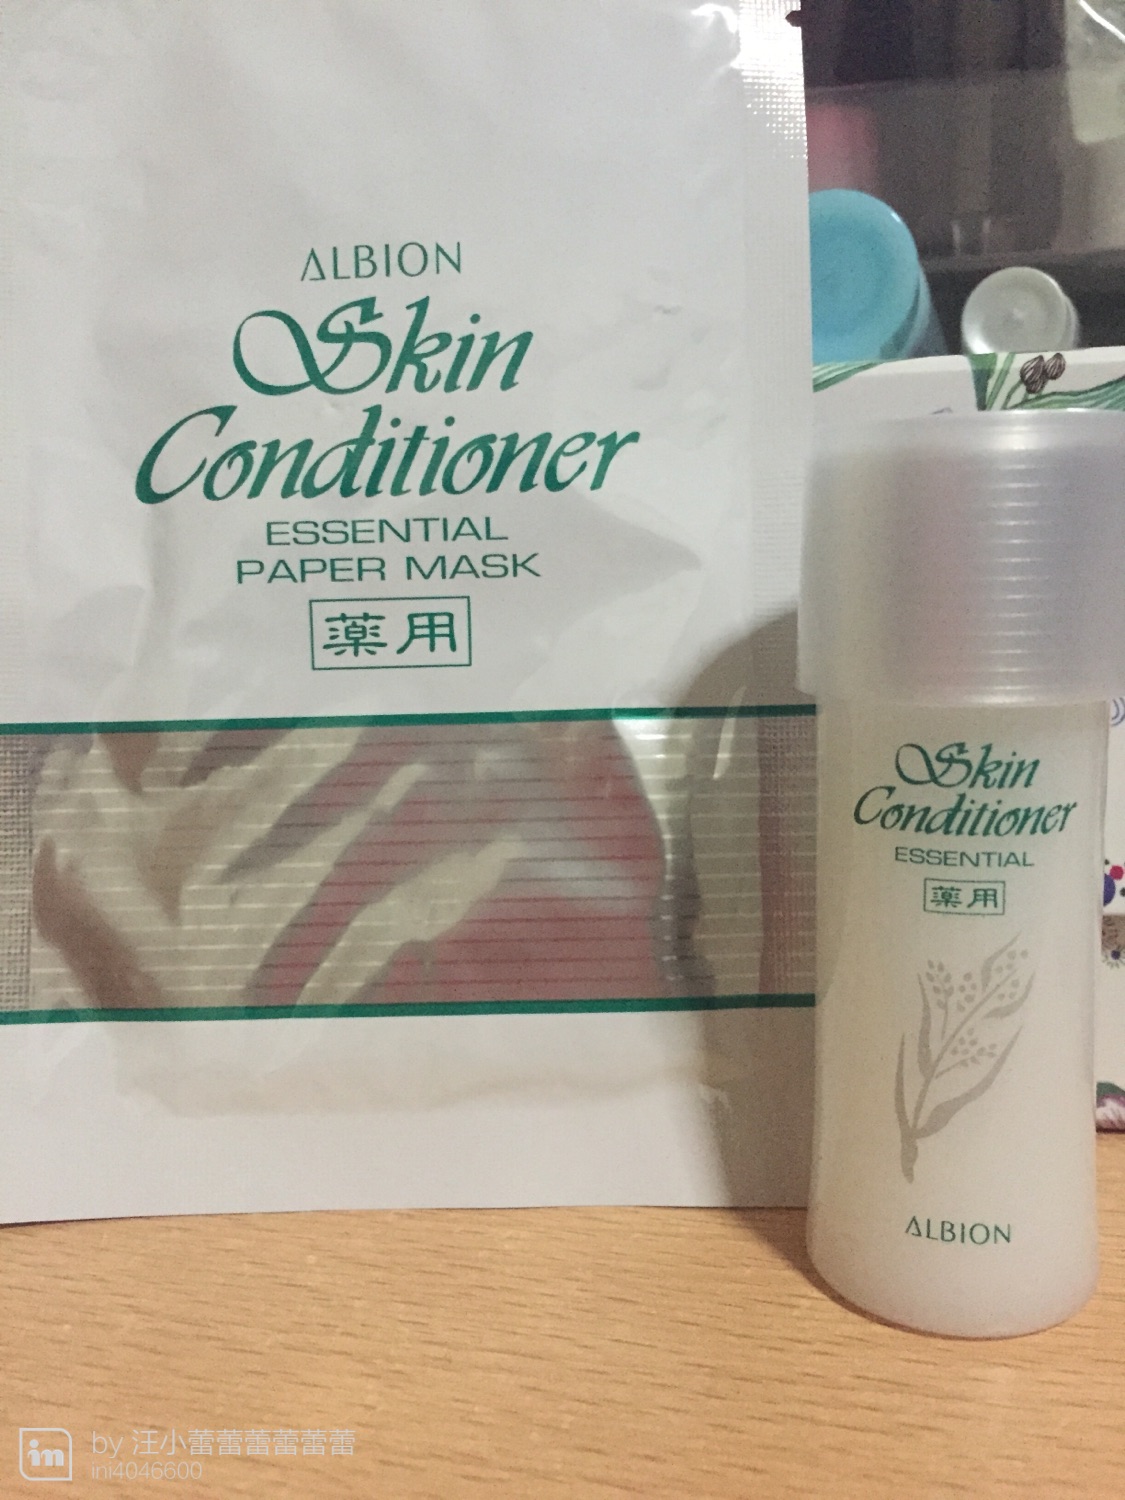 ALBION
Skin
Conditioner
ESSENTIAL
PAPER MASK
薬用
Skin
Conditioner
ESSENTIAL
薬用
ALBION
in by 汪小蕾蕾蕾蕾蕾蕾
ini4046600